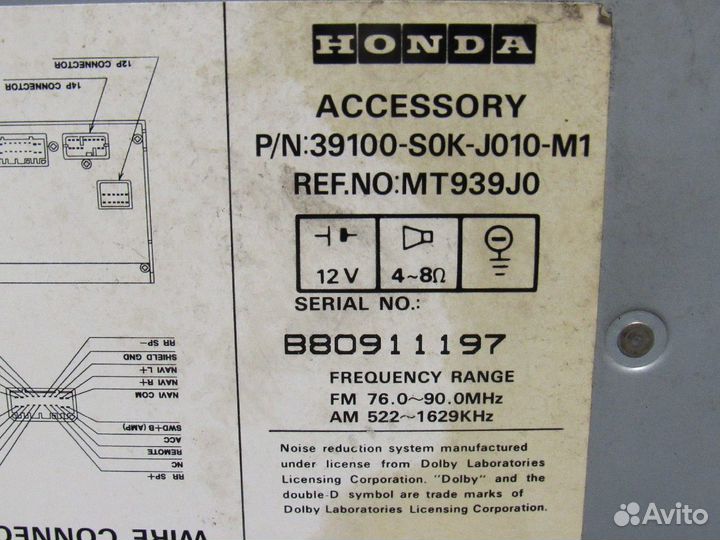 HONDA
ACCESSORY
P/N:39100-S0K-J010-M1
REF.NO:MT939J0
12V
4~8Ω
SERIAL NO.:
B80911197
FREQUENCY RANGE
FM 76.0~90.0MHz
AM 522~1629KHz
Noise reduction system manufactured
under license from Dolby Laboratories
Licensing Corporation. "Dolby" and the
double-D symbol are trade marks of
Dolby Laboratories Licensing Corporation.
12P CONNECTOR
14P CONNECTOR
RR SP-
SHIELD GND
NAVI L+
NAVI R+
NAVI COM
SWD+B(AMP)
ACC
REMOTE
NC
RR SP+
WIRE CONNEC
Avito